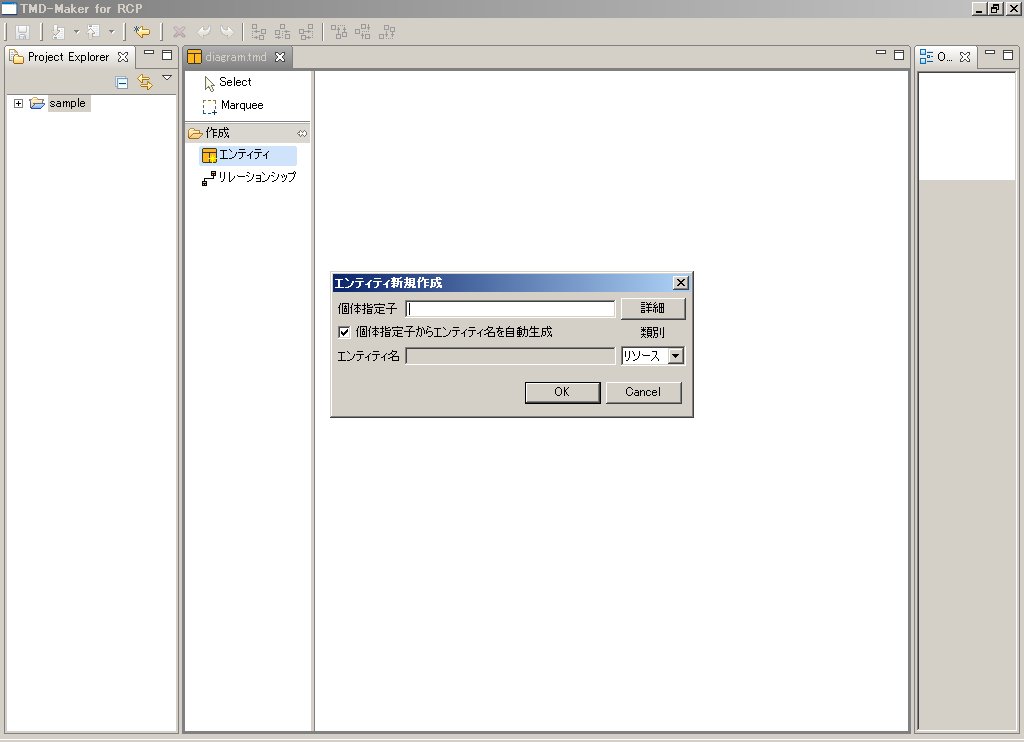 TMD-Maker for RCP
Project Explorer
sample
diagram.tmd
Select
Marquee
作成
エンティティ
リレーションシップ
O...
エンティティ新規作成
個体指定子
詳細
個体指定子からエンティティ名を自動生成
類別
エンティティ名
リソース
OK
Cancel